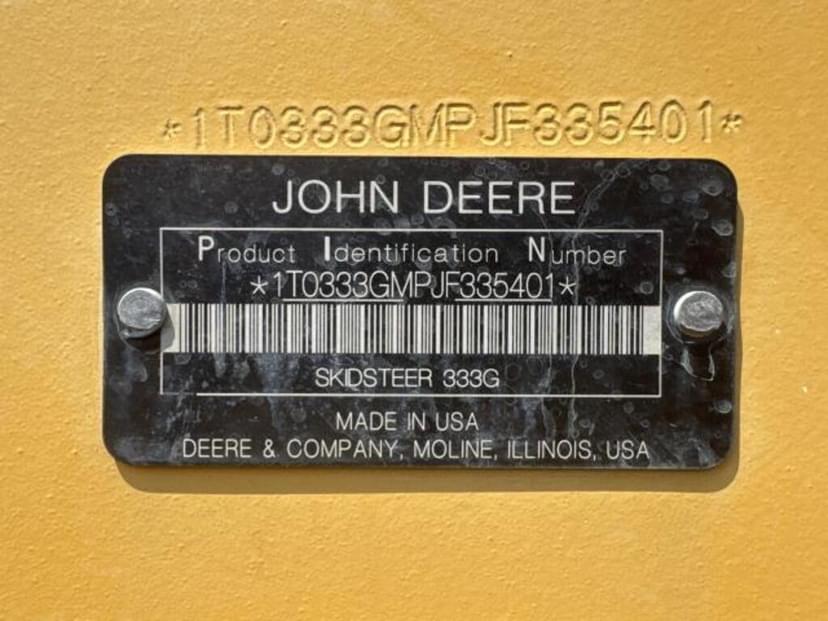 *1T0333GMPJF335401*
JOHN DEERE
Product Identification Number
*1T0333GMPJF335401*
SKIDSTEER 333G
MADE IN USA
DEERE & COMPANY, MOLINE, ILLINOIS, USA